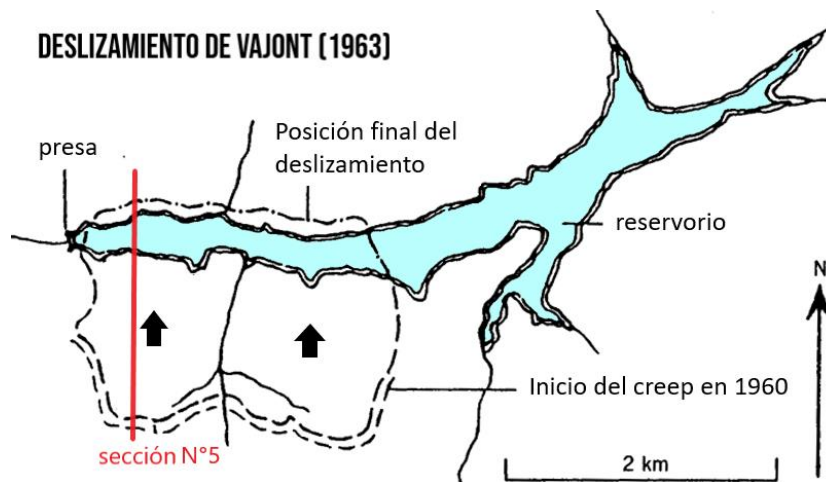 DESLIZAMIENTO DE VAJONT (1963)
presa
Posición final del
deslizamiento
reservorio
N
Inicio del creep en 1960
sección N°5
2 km